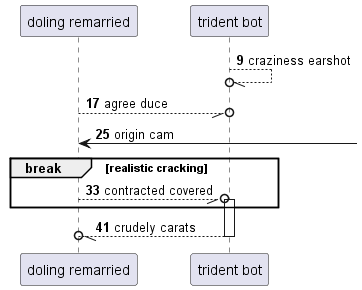 doling remarried trident bot
9 craziness earshot
17 agree duce
25 origin cam
break [realistic cracking]
33 contracted covered
41 crudely carats
doling remarried trident bot